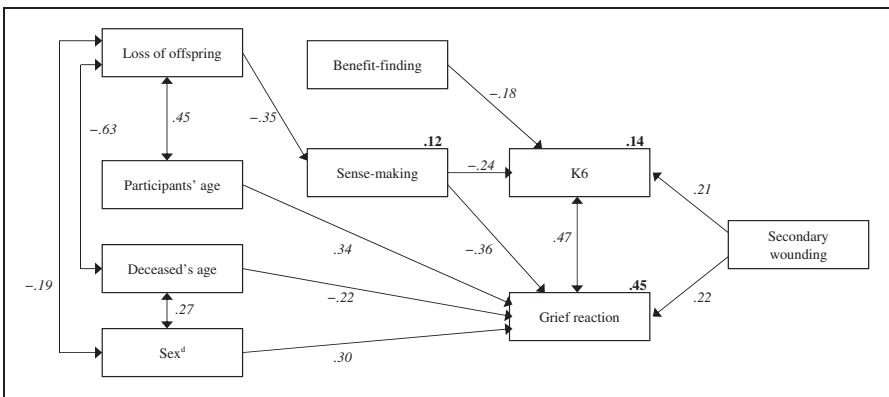 Loss of offspring
Benefit-finding
−.18
−.63
.45
−.35
.12
.14
Sense-making
−.24
K6
Participants’ age
.21
.34
−.36
.47
Secondary
wounding
Deceased’s age
−.19
−.22
.45
.22
.27
Grief reaction
Sexᵈ
.30